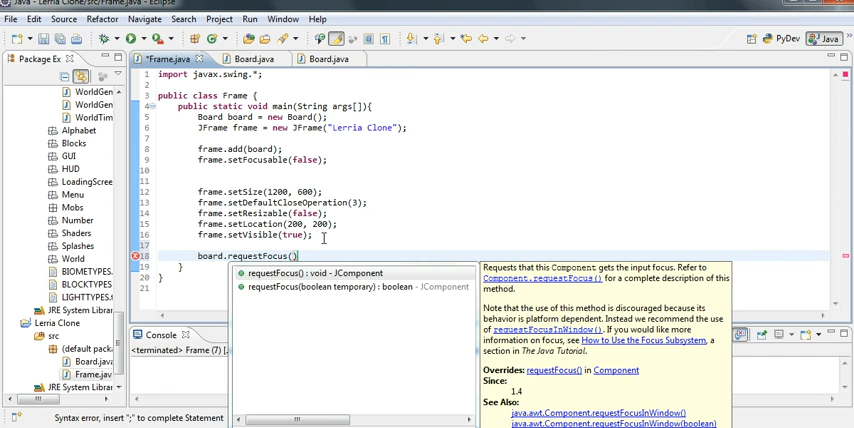 Java - Lerria Clone/src/Frame.java - Eclipse
File Edit Source Refactor Navigate Search Project Run Window Help
PyDev Java
Package Ex
*Frame.java Board.java Board.java
WorldGen
WorldGen
WorldTim
Alphabet
Blocks
GUI
HUD
LoadingScree
Menu
Mobs
Number
Shaders
Splashes
World
BIOMETYPES.
BLOCKTYPES.
LIGHTTYPES.t
JRE System Librar
Lerria Clone
src
(default packa
Board.java
Frame.jav
JRE System Librar
1 import javax.swing.*;
2
3 public class Frame {
4 public static void main(String args[]){
5 Board board = new Board();
6 JFrame frame = new JFrame("Lerria Clone");
7
8 frame.add(board);
9 frame.setFocusable(false);
10
11
12 frame.setSize(1200, 600);
13 frame.setDefaultCloseOperation(3);
14 frame.setResizable(false);
15 frame.setLocation(200, 200);
16 frame.setVisible(true);
17
18 board.requestFocus()
19 }
20 }
21
requestFocus() : void - JComponent
requestFocus(boolean temporary) : boolean - JComponent
Requests that this Component gets the input focus. Refer to
Component.requestFocus() for a complete description of this
method.
Note that the use of this method is discouraged because its
behavior is platform dependent. Instead we recommend the
use of requestFocusInWindow(). If you would like more
information on focus, see How to Use the Focus Subsystem, a
section in The Java Tutorial.
Overrides: requestFocus() in Component
Since:
1.4
See Also:
java.awt.Component.requestFocusInWindow()
java.awt.Component.requestFocusInWindow(boolean)
Console
<terminated> Frame (7) [
Syntax error, insert ";" to complete Statement